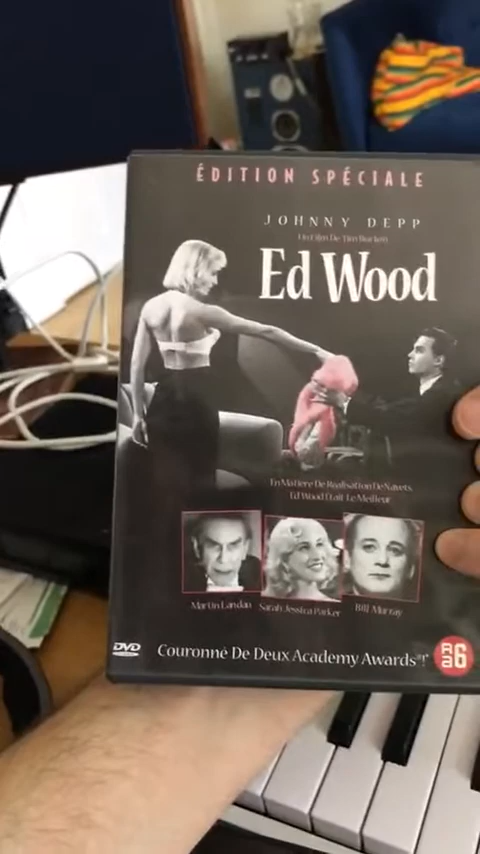 ÉDITION SPÉCIALE
JOHNNY DEPP
Un Film De Tim Burton
Ed Wood
En Matiere De Réalisation De Navets,
Ed Wood Était Le Meilleur
Martin Landau Sarah Jessica Parker Bill Murray
DVD Couronné De Deux Academy Awards®!*